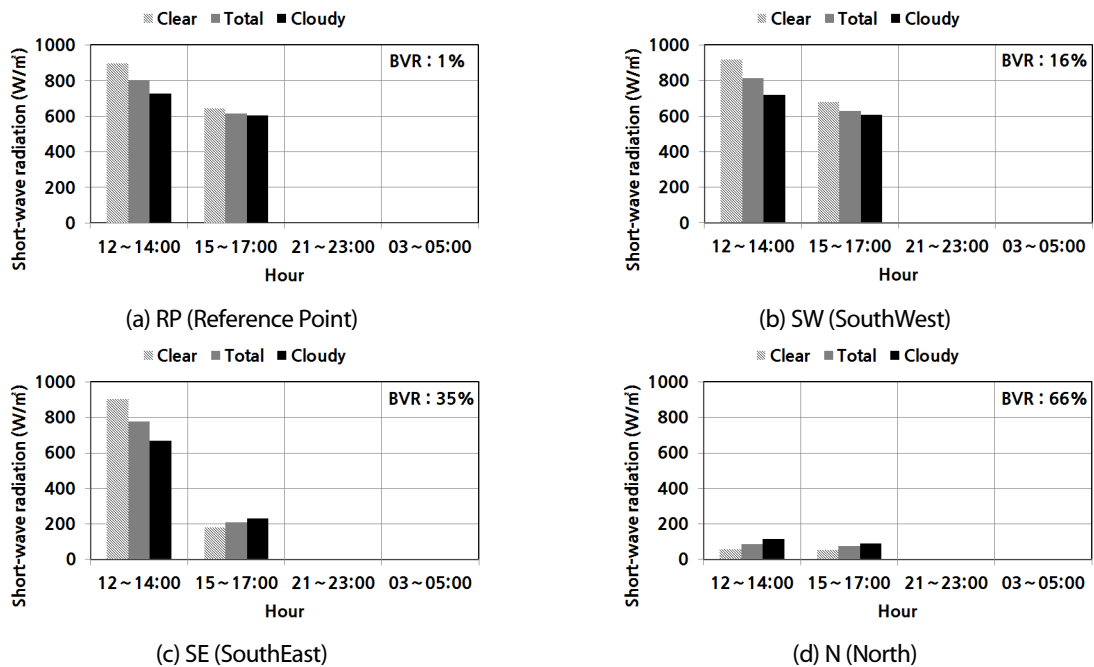 Clear Total Cloudy
BVR : 1%
Short-wave radiation (W/㎡)
1000
800
600
400
200
0
12～14:00 15～17:00 21～23:00 03～05:00
Hour
(a) RP (Reference Point)
Clear Total Cloudy
BVR : 16%
Short-wave radiation (W/㎡)
1000
800
600
400
200
0
12～14:00 15～17:00 21～23:00 03～05:00
Hour
(b) SW (SouthWest)
Clear Total Cloudy
BVR : 35%
Short-wave radiation (W/㎡)
1000
800
600
400
200
0
12～14:00 15～17:00 21～23:00 03～05:00
Hour
(c) SE (SouthEast)
Clear Total Cloudy
BVR : 66%
Short-wave radiation (W/㎡)
1000
800
600
400
200
0
12～14:00 15～17:00 21～23:00 03～05:00
Hour
(d) N (North)